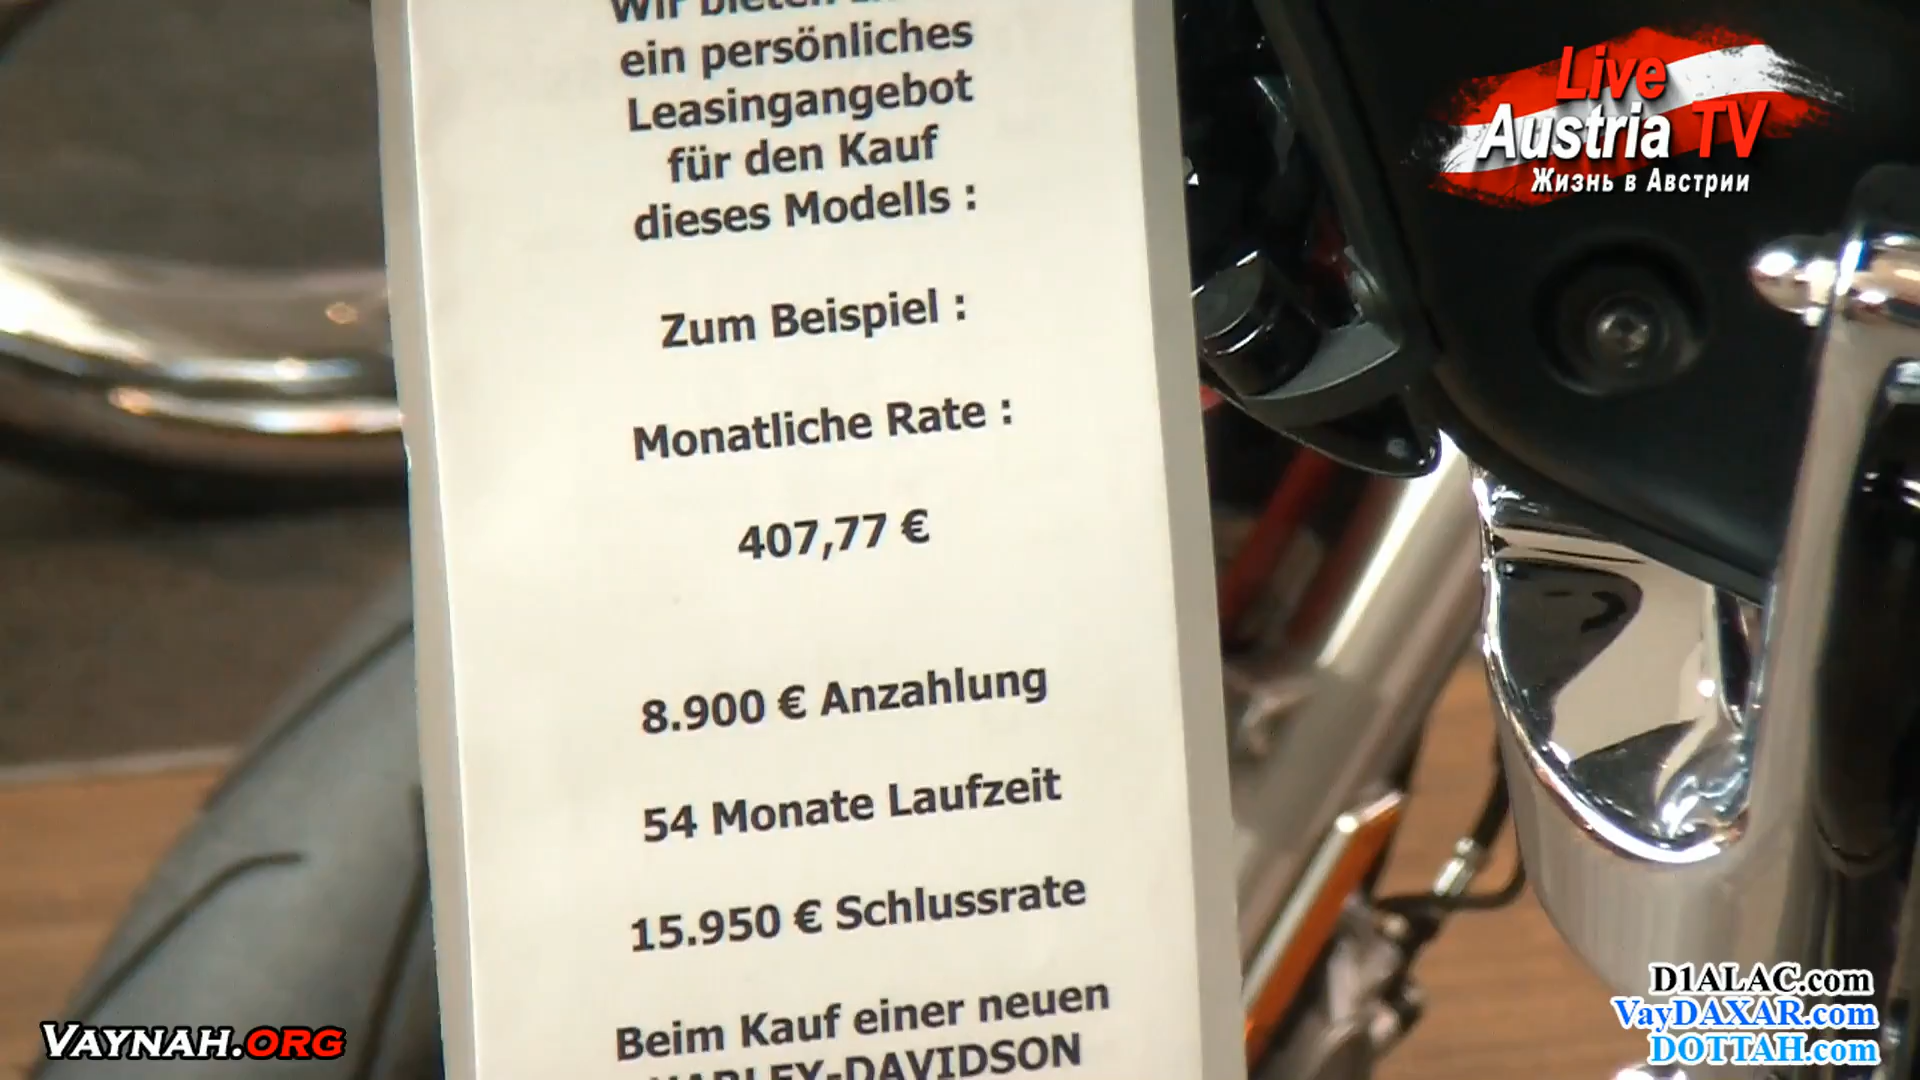 ein persönliches
Leasingangebot
für den Kauf
dieses Modells :
Zum Beispiel :
Monatliche Rate :
407,77 €
8.900 € Anzahlung
54 Monate Laufzeit
15.950 € Schlussrate
Beim Kauf einer neuen
HARLEY-DAVIDSON
Live
Austria TV
Жизнь в Австрии
VAYNAH.ORG
D1ALAC.com
VayDAXAR.com
DOTTAH.com